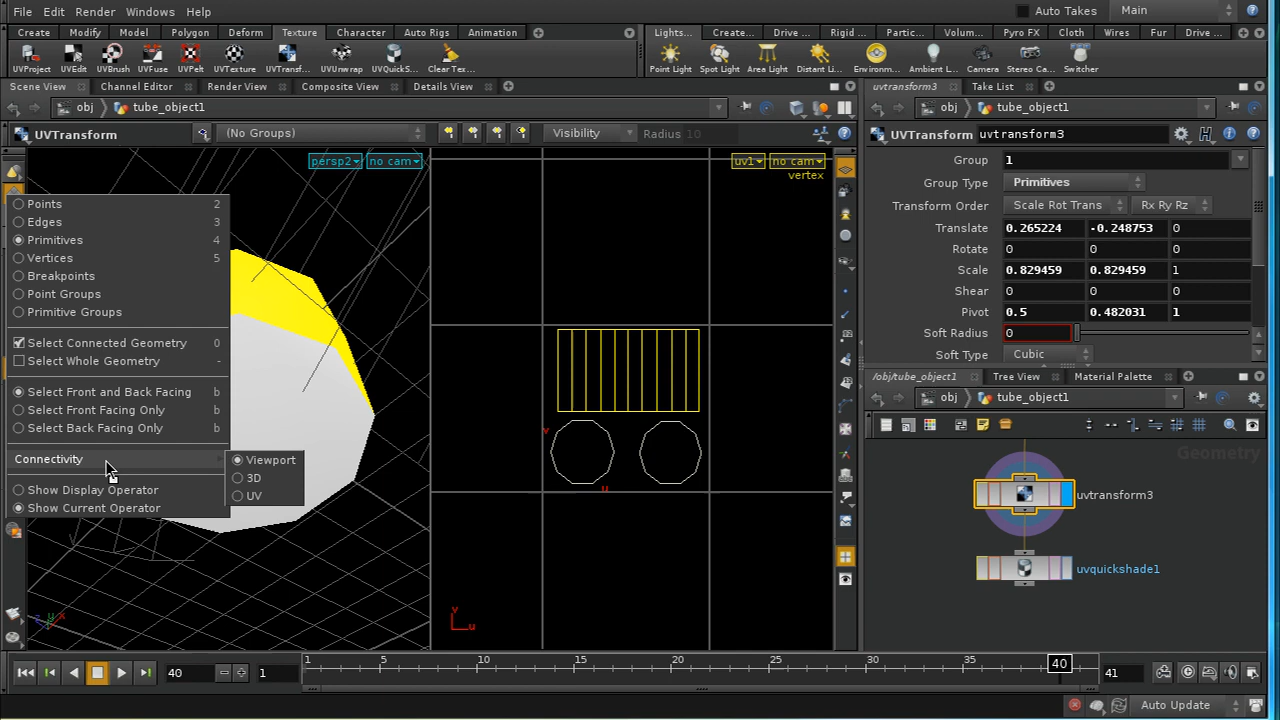 File Edit Render Windows Help Auto Takes Main
Create Modify Model Polygon Deform Texture Character Auto Rigs Animation Lights... Create... Drive ... Rigid ... Partic... Volum... Pyro FX Cloth Wires Fur Drive ...
UVProject UVEdit UVBrush UVFuse UVPelt UVTexture UVTransf... UVUnwrap UVQuickS... Clear Tex... Point Light Spot Light Area Light Distant Li... Environm... Ambient L... Camera Stereo Ca... Switcher
Scene View Channel Editor Render View Composite View Details View uvtransform3 Take List
obj tube_object1 obj tube_object1
UVTransform (No Groups) Visibility Radius 10 UVTransform uvtransform3
persp2 no cam uv1 no cam
vertex
Group 1
Group Type Primitives
Transform Order Scale Rot Trans Rx Ry Rz
Translate 0.265224 -0.248753 0
Rotate 0 0 0
Scale 0.829459 0.829459 1
Shear 0 0 0
Pivot 0.5 0.482031 1
Soft Radius 0
Soft Type Cubic
Points 2
Edges 3
Primitives 4
Vertices 5
Breakpoints
Point Groups
Primitive Groups
Select Connected Geometry 0
Select Whole Geometry -
Select Front and Back Facing b
Select Front Facing Only b
Select Back Facing Only b
Connectivity
Viewport
3D
UV
Show Display Operator
Show Current Operator
v
u
v
u
z y x
/obj/tube_object1 Tree View Material Palette
obj tube_object1
Geometry
uvtransform3
uvquickshade1
1 5 10 15 20 25 30 35 40
40 1 41
Auto Update